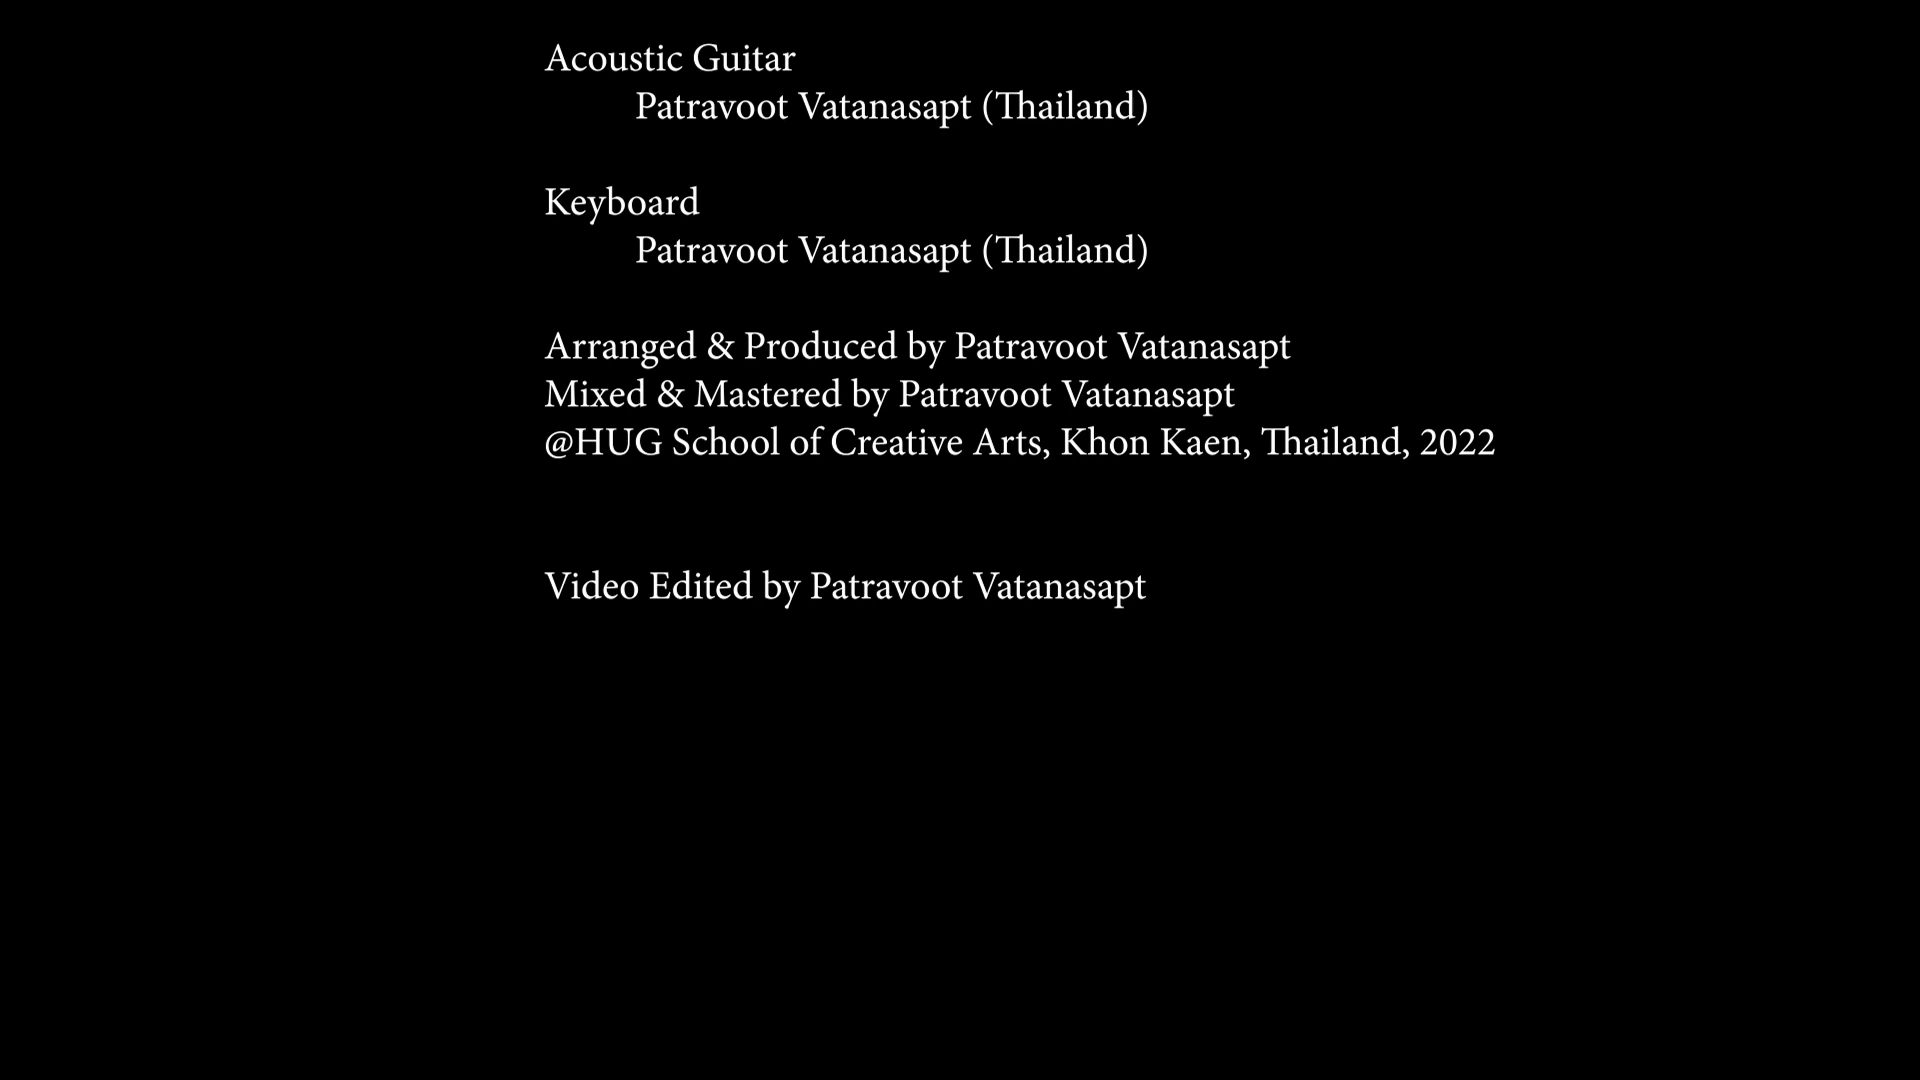 Acoustic Guitar
Patravoot Vatanasapt (Thailand)
Keyboard
Patravoot Vatanasapt (Thailand)
Arranged & Produced by Patravoot Vatanasapt
Mixed & Mastered by Patravoot Vatanasapt
@HUG School of Creative Arts, Khon Kaen, Thailand, 2022
Video Edited by Patravoot Vatanasapt